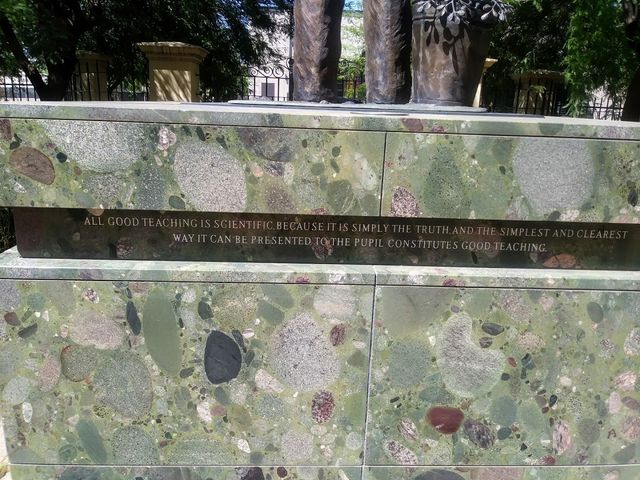 ALL GOOD TEACHING IS SCIENTIFIC, BECAUSE IT IS SIMPLY THE TRUTH, AND THE SIMPLEST AND CLEAREST
WAY IT CAN BE PRESENTED TO THE PUPIL CONSTITUTES GOOD TEACHING.